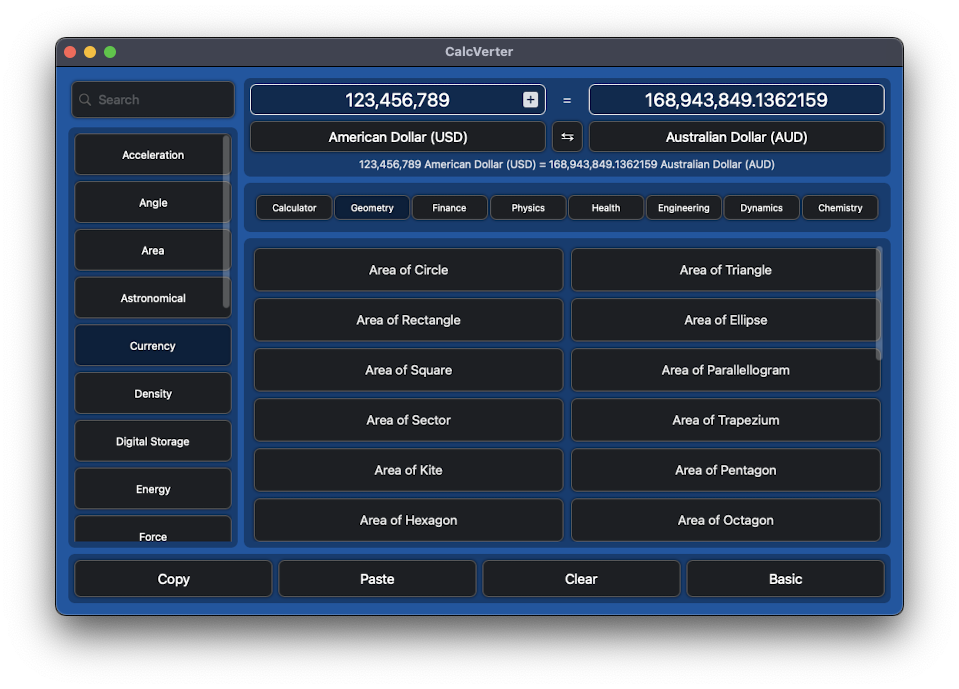 CalcVerter
Search
Acceleration
Angle
Area
Astronomical
Currency
Density
Digital Storage
Energy
Force
123,456,789 + = 168,943,849.1362159
American Dollar (USD) ⇆ Australian Dollar (AUD)
123,456,789 American Dollar (USD) = 168,943,849.1362159 Australian Dollar (AUD)
Calculator Geometry Finance Physics Health Engineering Dynamics Chemistry
Area of Circle Area of Triangle
Area of Rectangle Area of Ellipse
Area of Square Area of Parallellogram
Area of Sector Area of Trapezium
Area of Kite Area of Pentagon
Area of Hexagon Area of Octagon
Copy Paste Clear Basic